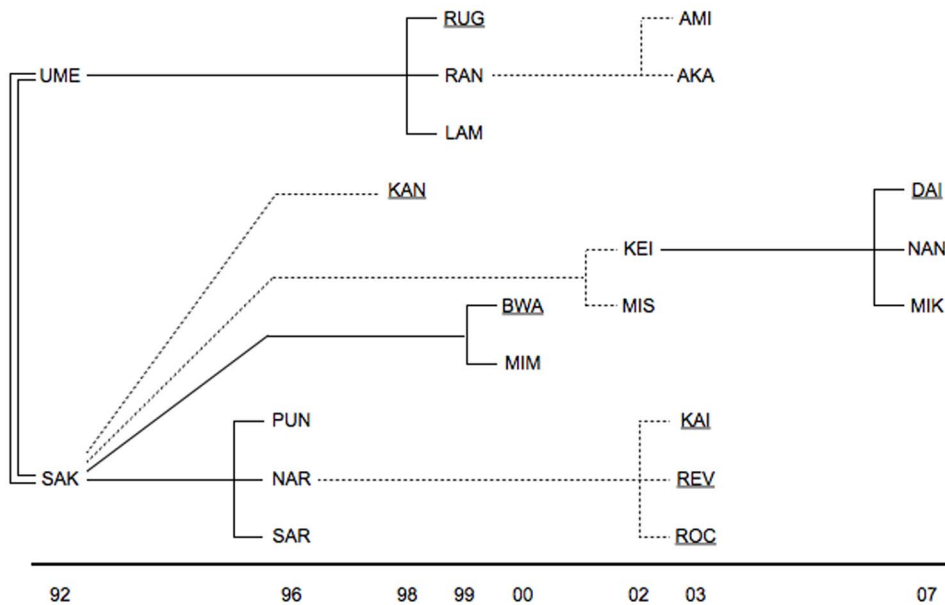 RUG AMI
UME RAN AKA
LAM
KAN DAI
KEI NAN
BWA MIS MIK
MIM
PUN KAI
SAK NAR REV
SAR ROC
92 96 98 99 00 02 03 07